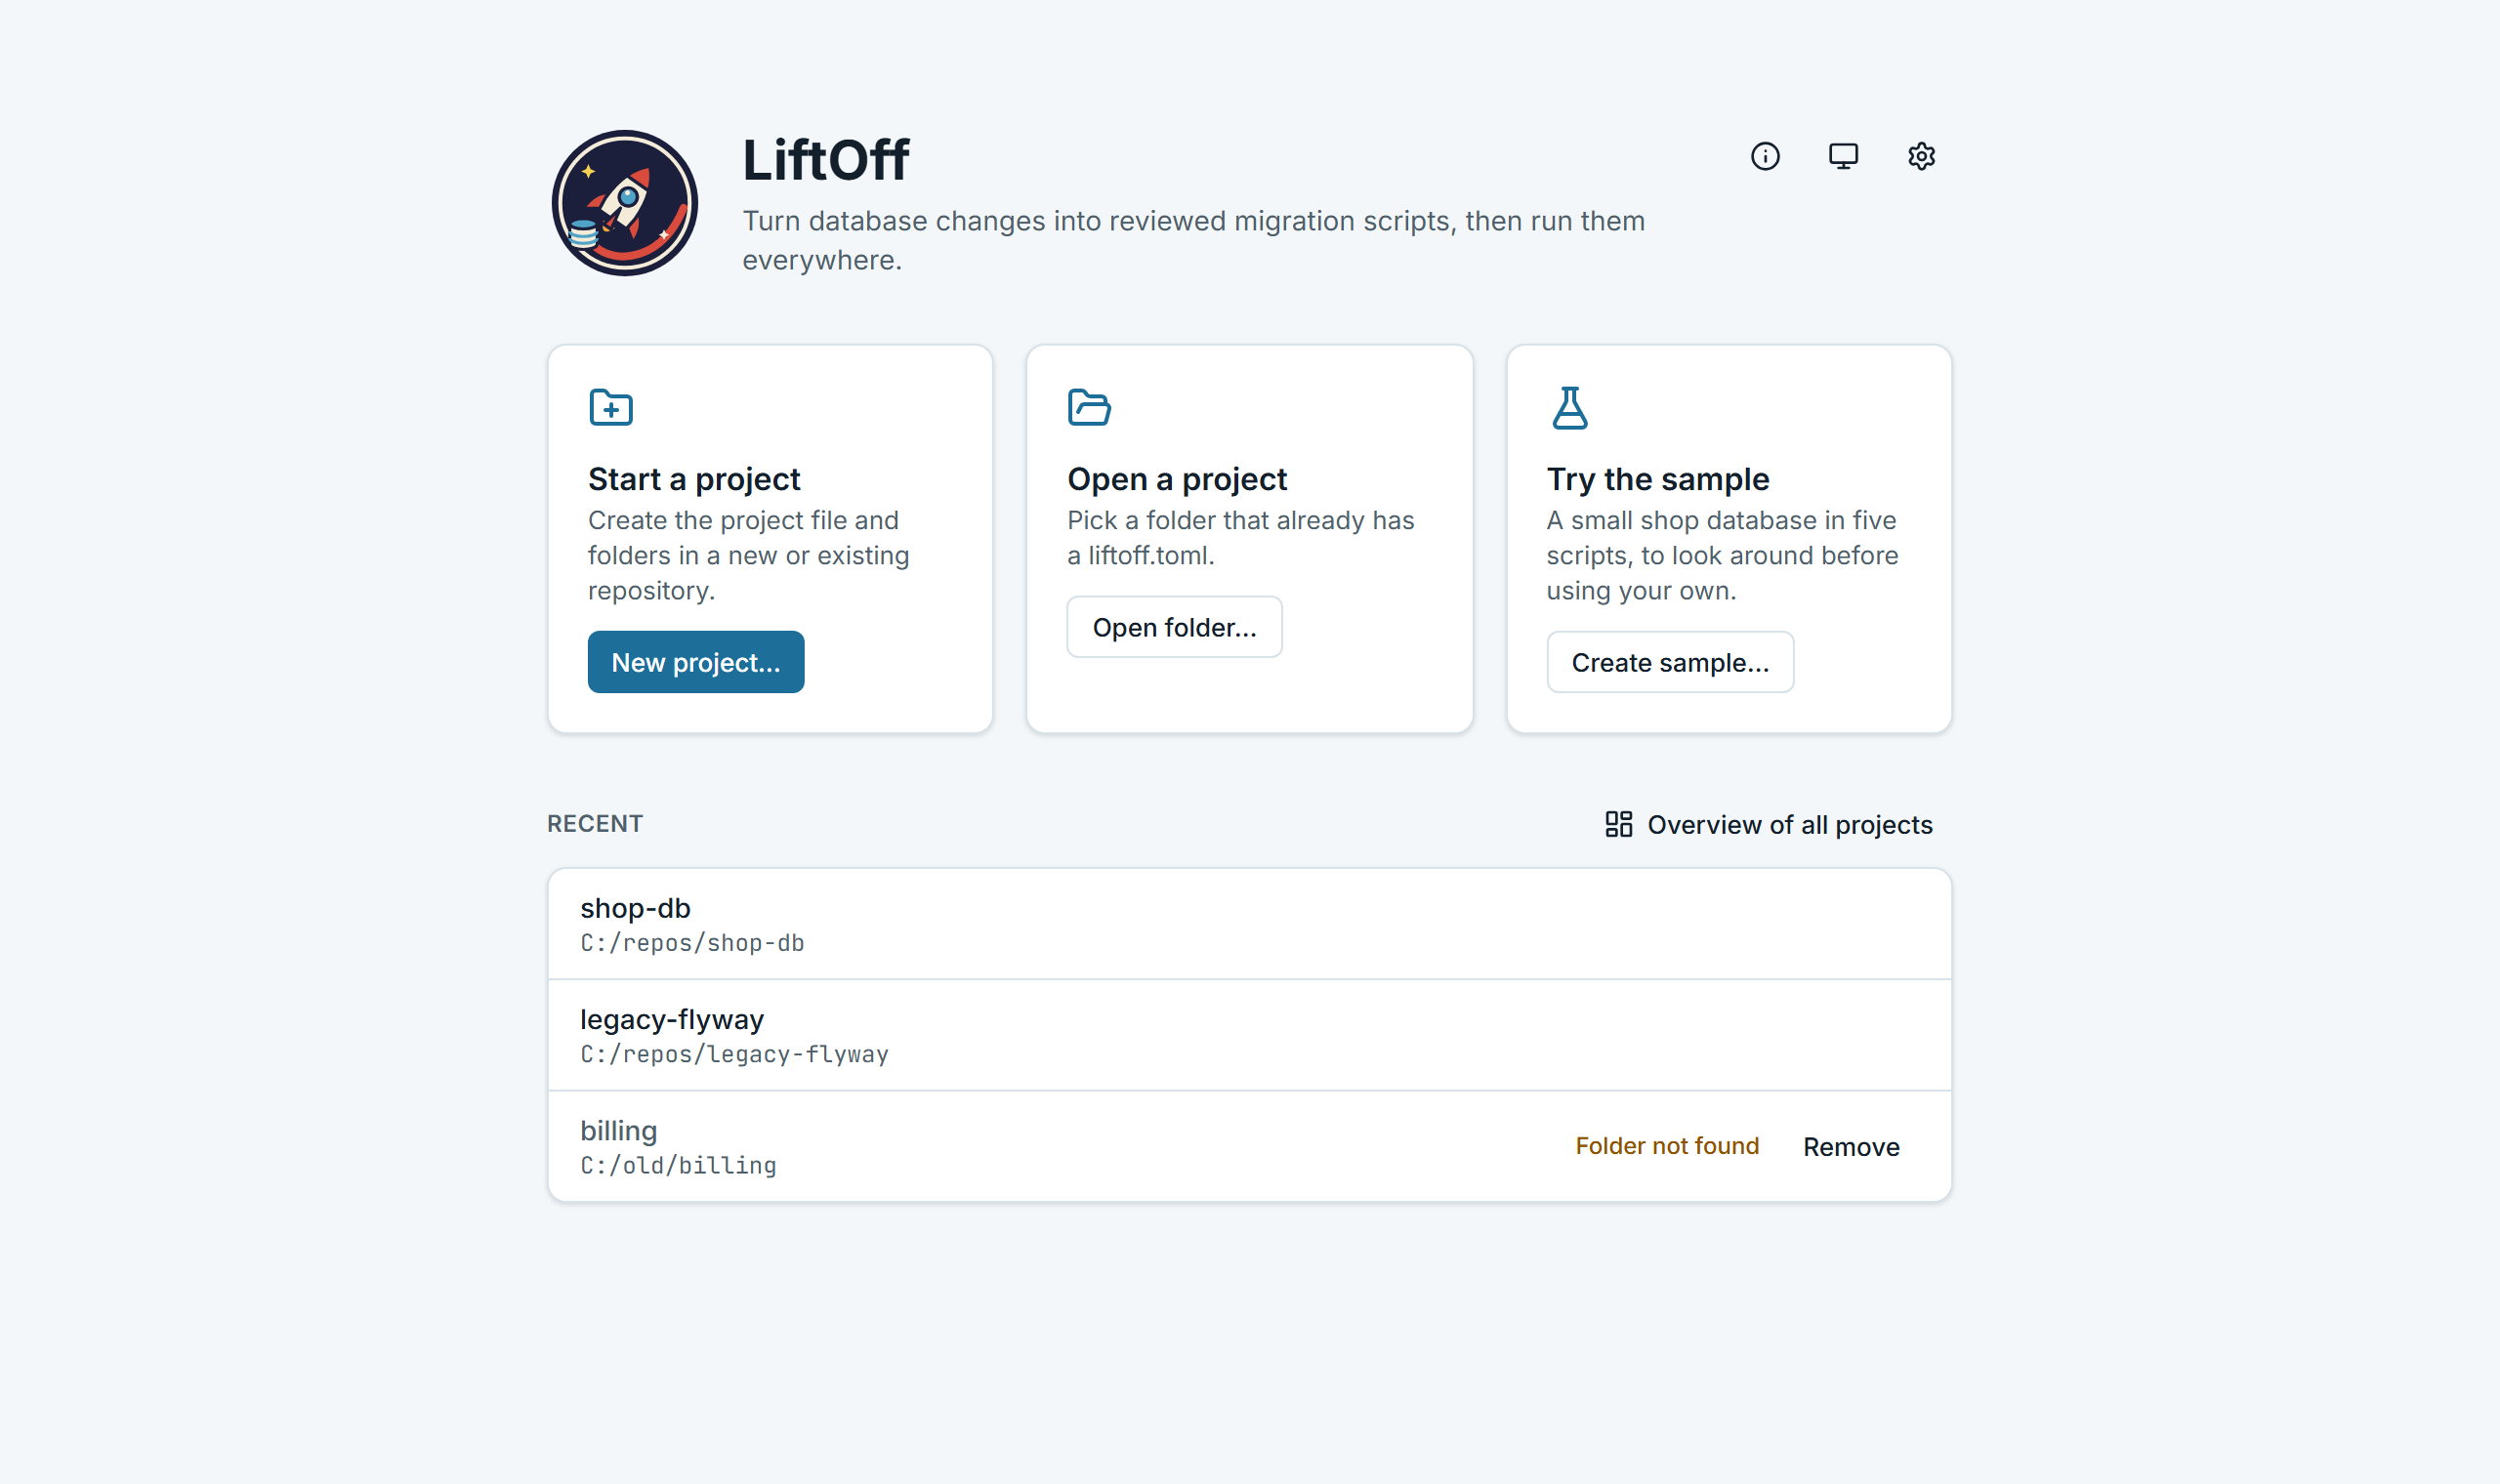 LiftOff
Turn database changes into reviewed migration scripts, then run them
everywhere.
Start a project
Create the project file and
folders in a new or existing
repository.
New project...
Open a project
Pick a folder that already has
a liftoff.toml.
Open folder...
Try the sample
A small shop database in five
scripts, to look around before
using your own.
Create sample...
RECENT
Overview of all projects
shop-db
C:/repos/shop-db
legacy-flyway
C:/repos/legacy-flyway
billing
C:/old/billing
Folder not found
Remove